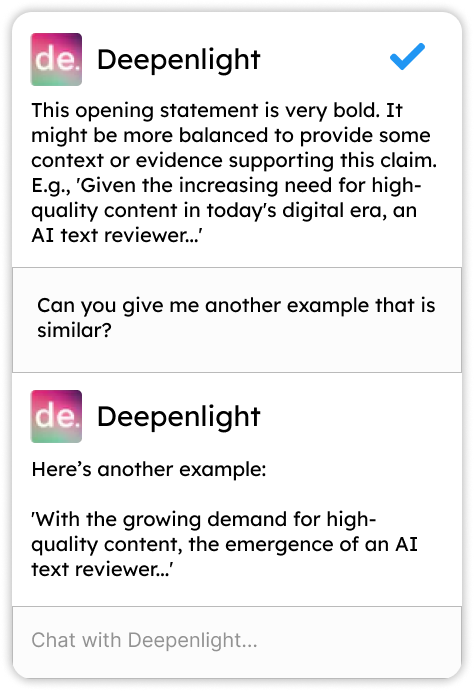 de. Deepenlight
This opening statement is very bold. It
might be more balanced to provide some
context or evidence supporting this claim.
E.g., 'Given the increasing need for high-
quality content in today's digital era, an
AI text reviewer...'
Can you give me another example that is
similar?
de. Deepenlight
Here’s another example:
'With the growing demand for high-
quality content, the emergence of an AI
text reviewer...'
Chat with Deepenlight...